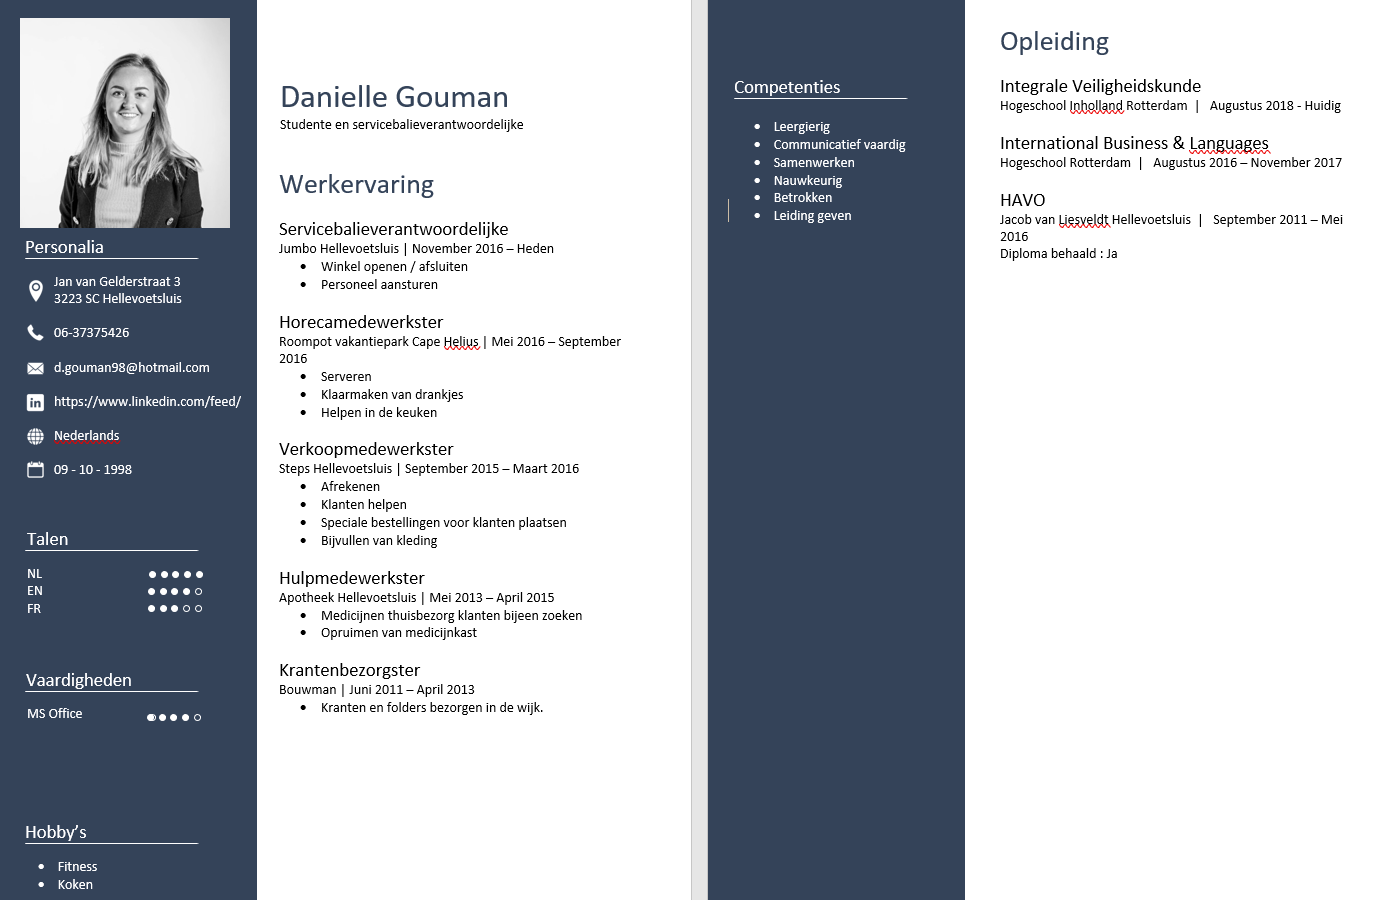 Personalia
Jan van Gelderstraat 3
3223 SC Hellevoetsluis
06-37375426
d.gouman98@hotmail.com
https://www.linkedin.com/feed/
Nederlands
09 - 10 - 1998
Talen
NL
EN
FR
Vaardigheden
MS Office
Hobby’s
• Fitness
• Koken
Danielle Gouman
Studente en servicebalieverantwoordelijke
Werkervaring
Servicebalieverantwoordelijke
Jumbo Hellevoetsluis | November 2016 – Heden
• Winkel openen / afsluiten
• Personeel aansturen
Horecamedewerkster
Roompot vakantiepark Cape Helius | Mei 2016 – September
2016
• Serveren
• Klaarmaken van drankjes
• Helpen in de keuken
Verkoopmedewerkster
Steps Hellevoetsluis | September 2015 – Maart 2016
• Afrekenen
• Klanten helpen
• Speciale bestellingen voor klanten plaatsen
• Bijvullen van kleding
Hulpmedewerkster
Apotheek Hellevoetsluis | Mei 2013 – April 2015
• Medicijnen thuisbezorg klanten bijeen zoeken
• Opruimen van medicijnkast
Krantenbezorgster
Bouwman | Juni 2011 – April 2013
• Kranten en folders bezorgen in de wijk.
Competenties
• Leergierig
• Communicatief vaardig
• Samenwerken
• Nauwkeurig
• Betrokken
• Leiding geven
Opleiding
Integrale Veiligheidskunde
Hogeschool Inholland Rotterdam | Augustus 2018 - Huidig
International Business & Languages
Hogeschool Rotterdam | Augustus 2016 – November 2017
HAVO
Jacob van Liesveldt Hellevoetsluis | September 2011 – Mei
2016
Diploma behaald : Ja